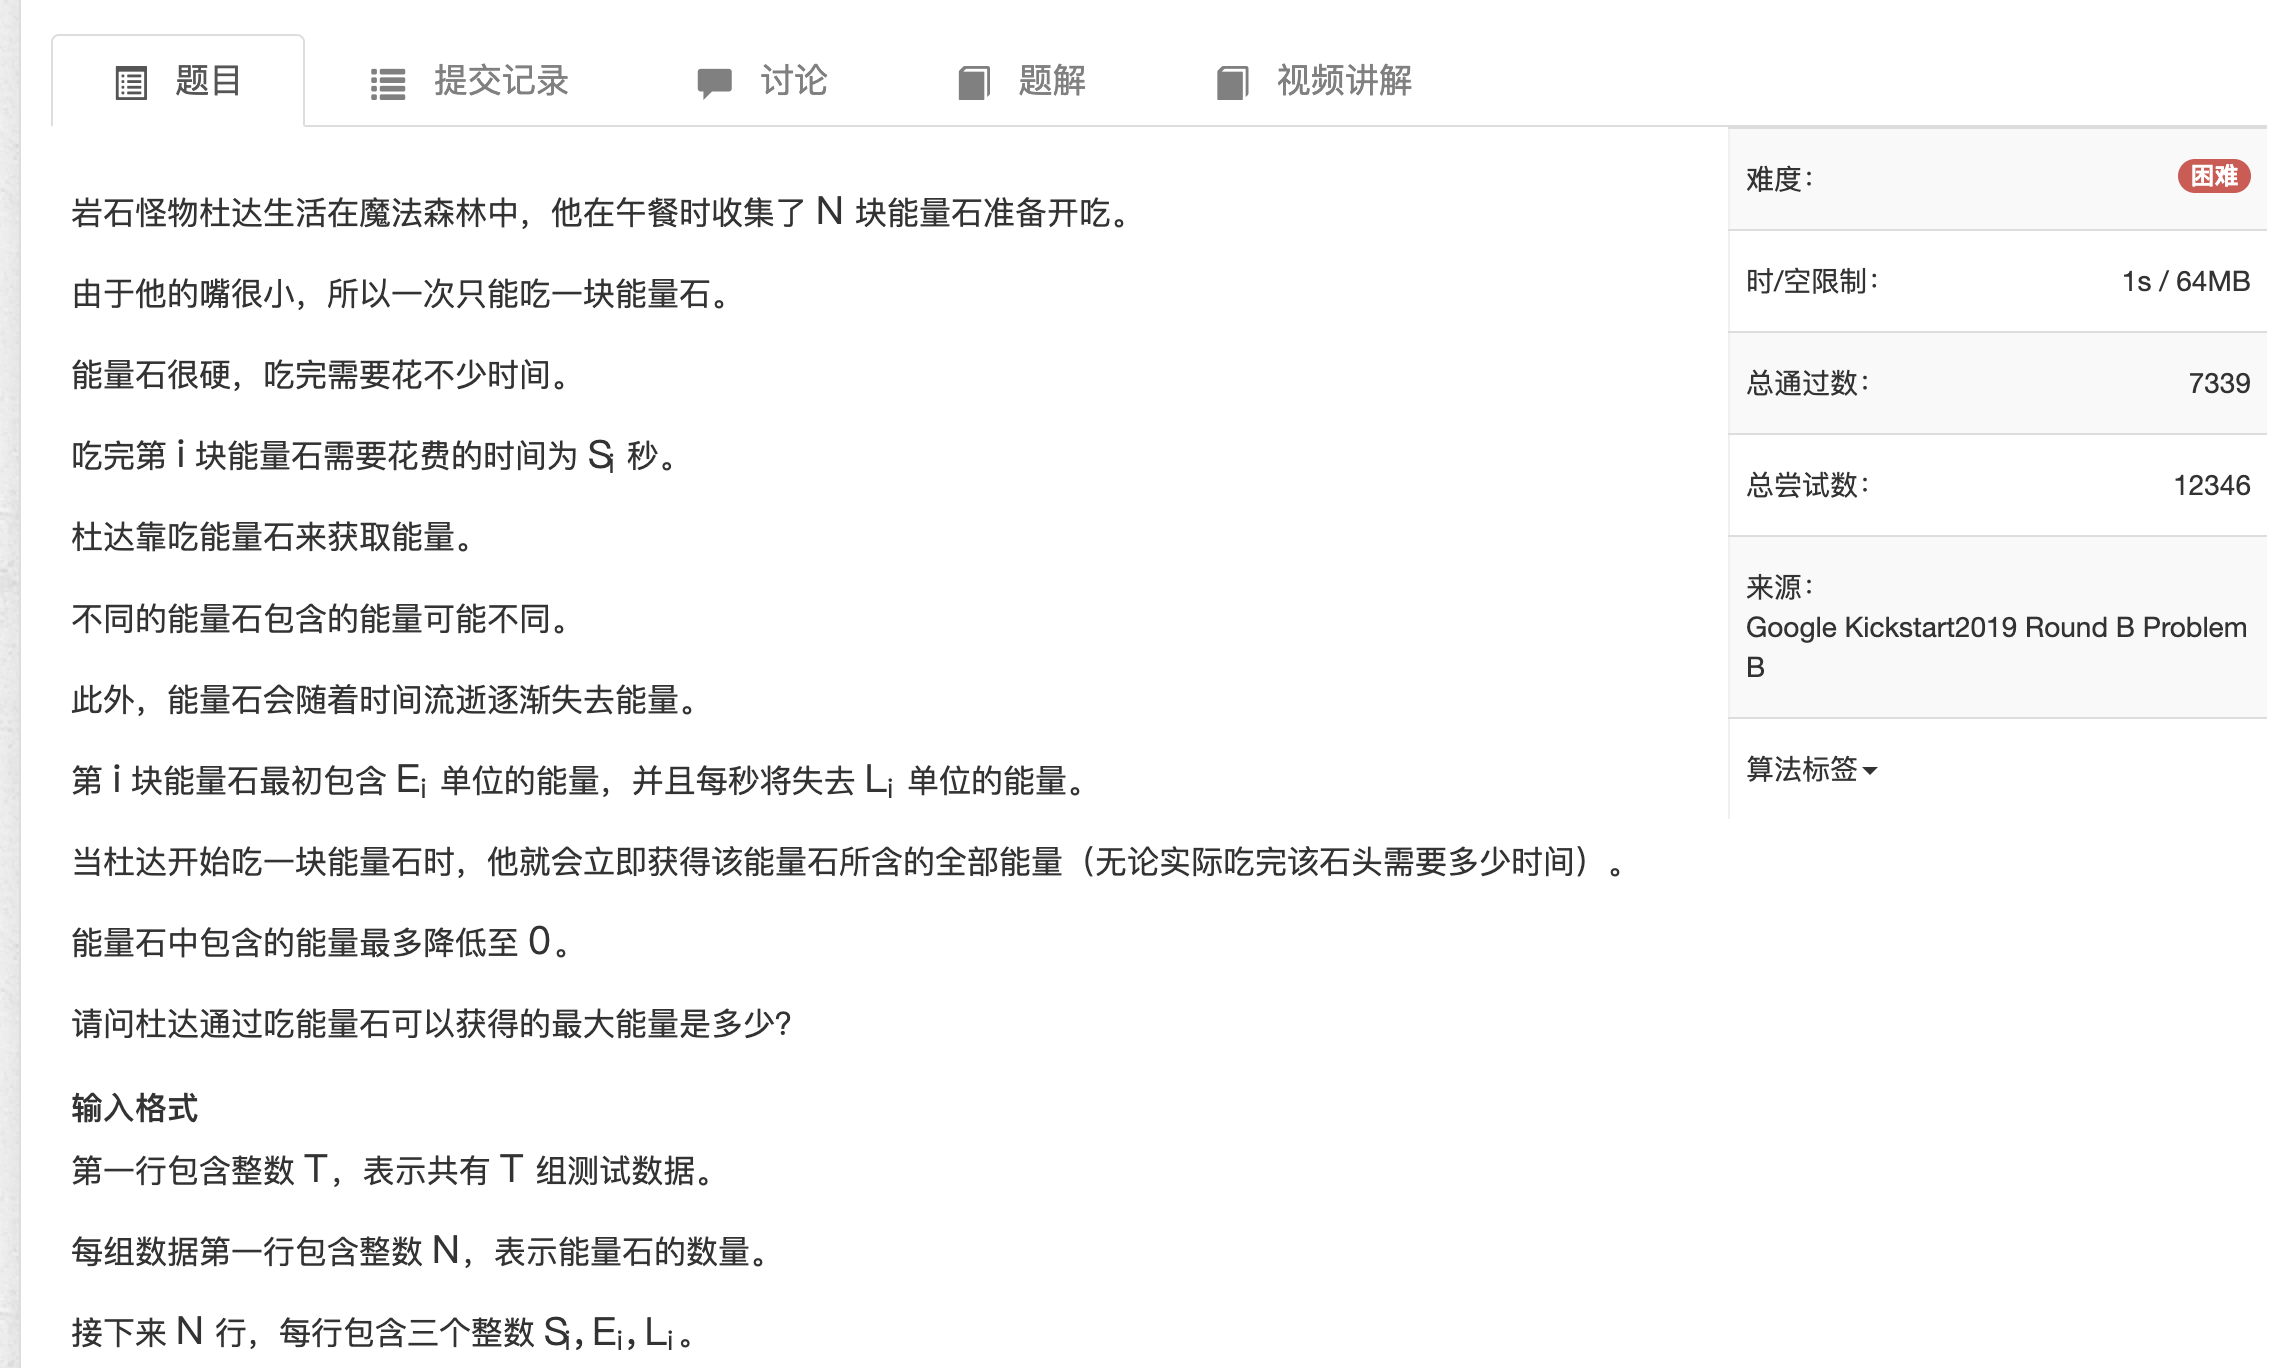 题目
提交记录
讨论
题解
视频讲解
岩石怪物杜达生活在魔法森林中，他在午餐时收集了 N 块能量石准备开吃。
由于他的嘴很小，所以一次只能吃一块能量石。
能量石很硬，吃完需要花不少时间。
吃完第 i 块能量石需要花费的时间为 Si 秒。
杜达靠吃能量石来获取能量。
不同的能量石包含的能量可能不同。
此外，能量石会随着时间流逝逐渐失去能量。
第 i 块能量石最初包含 Ei 单位的能量，并且每秒将失去 Li 单位的能量。
当杜达开始吃一块能量石时，他就会立即获得该能量石所含的全部能量（无论实际吃完该石头需要多少时间）。
能量石中包含的能量最多降低至 0。
请问杜达通过吃能量石可以获得的最大能量是多少？
输入格式
第一行包含整数 T，表示共有 T 组测试数据。
每组数据第一行包含整数 N，表示能量石的数量。
接下来 N 行，每行包含三个整数 Si, Ei, Li。
难度： 困难
时/空限制： 1s / 64MB
总通过数： 7339
总尝试数： 12346
来源：
Google Kickstart2019 Round B Problem
B
算法标签